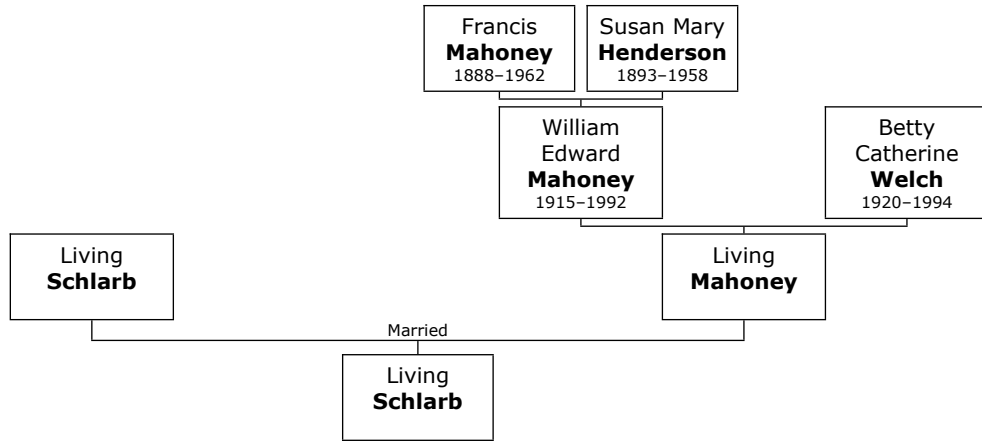 Francis
Mahoney
1888–1962
Susan Mary
Henderson
1893–1958
William
Edward
Mahoney
1915–1992
Betty
Catherine
Welch
1920–1994
Living
Schlarb
Living
Mahoney
Married
Living
Schlarb